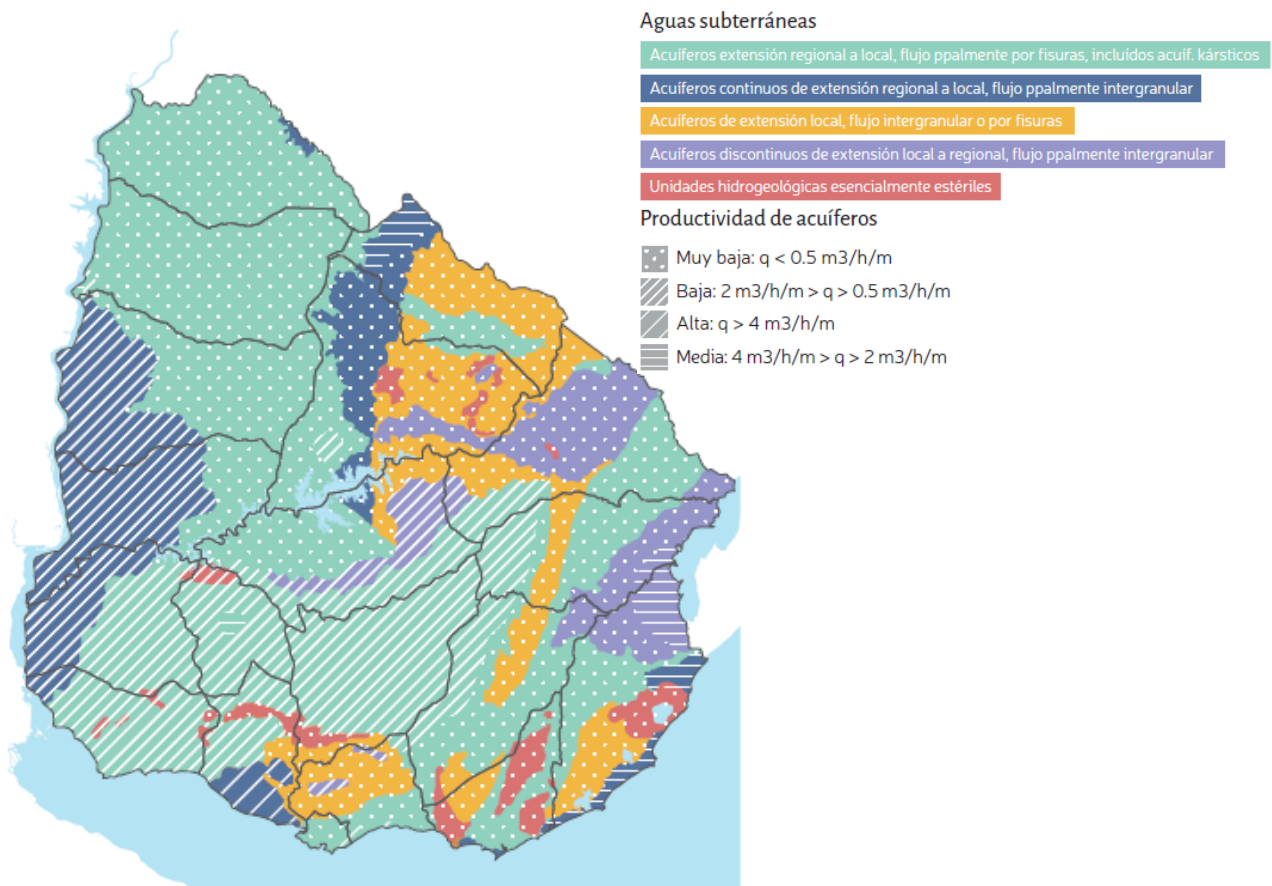 Aguas subterráneas
Acuíferos extensión regional a local, flujo ppalmente por fisuras, incluidos acuif. kársticos
Acuíferos continuos de extensión regional a local, flujo ppalmente intergranular
Acuíferos de extensión local, flujo intergranular o por fisuras
Acuíferos discontinuos de extensión local a regional, flujo ppalmente intergranular
Unidades hidrogeológicas esencialmente estériles
Productividad de acuíferos
Muy baja: q < 0.5 m3/h/m
Baja: 2 m3/h/m > q > 0.5 m3/h/m
Alta: q > 4 m3/h/m
Media: 4 m3/h/m > q > 2 m3/h/m